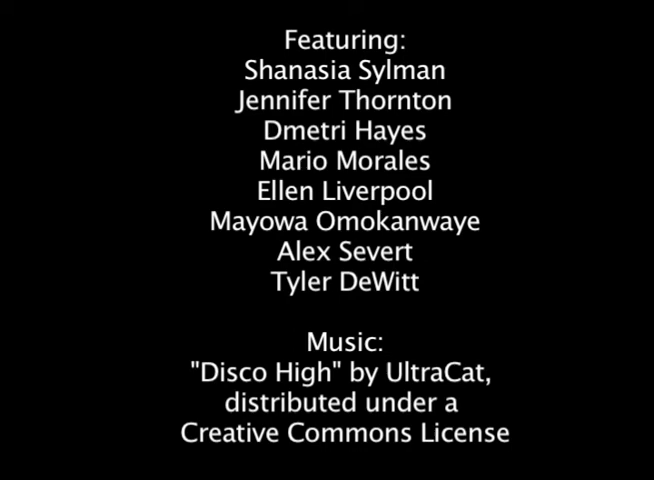 Featuring:
Shanasia Sylman
Jennifer Thornton
Dmetri Hayes
Mario Morales
Ellen Liverpool
Mayowa Omokanwaye
Alex Severt
Tyler DeWitt
Music:
"Disco High" by UltraCat,
distributed under a
Creative Commons License